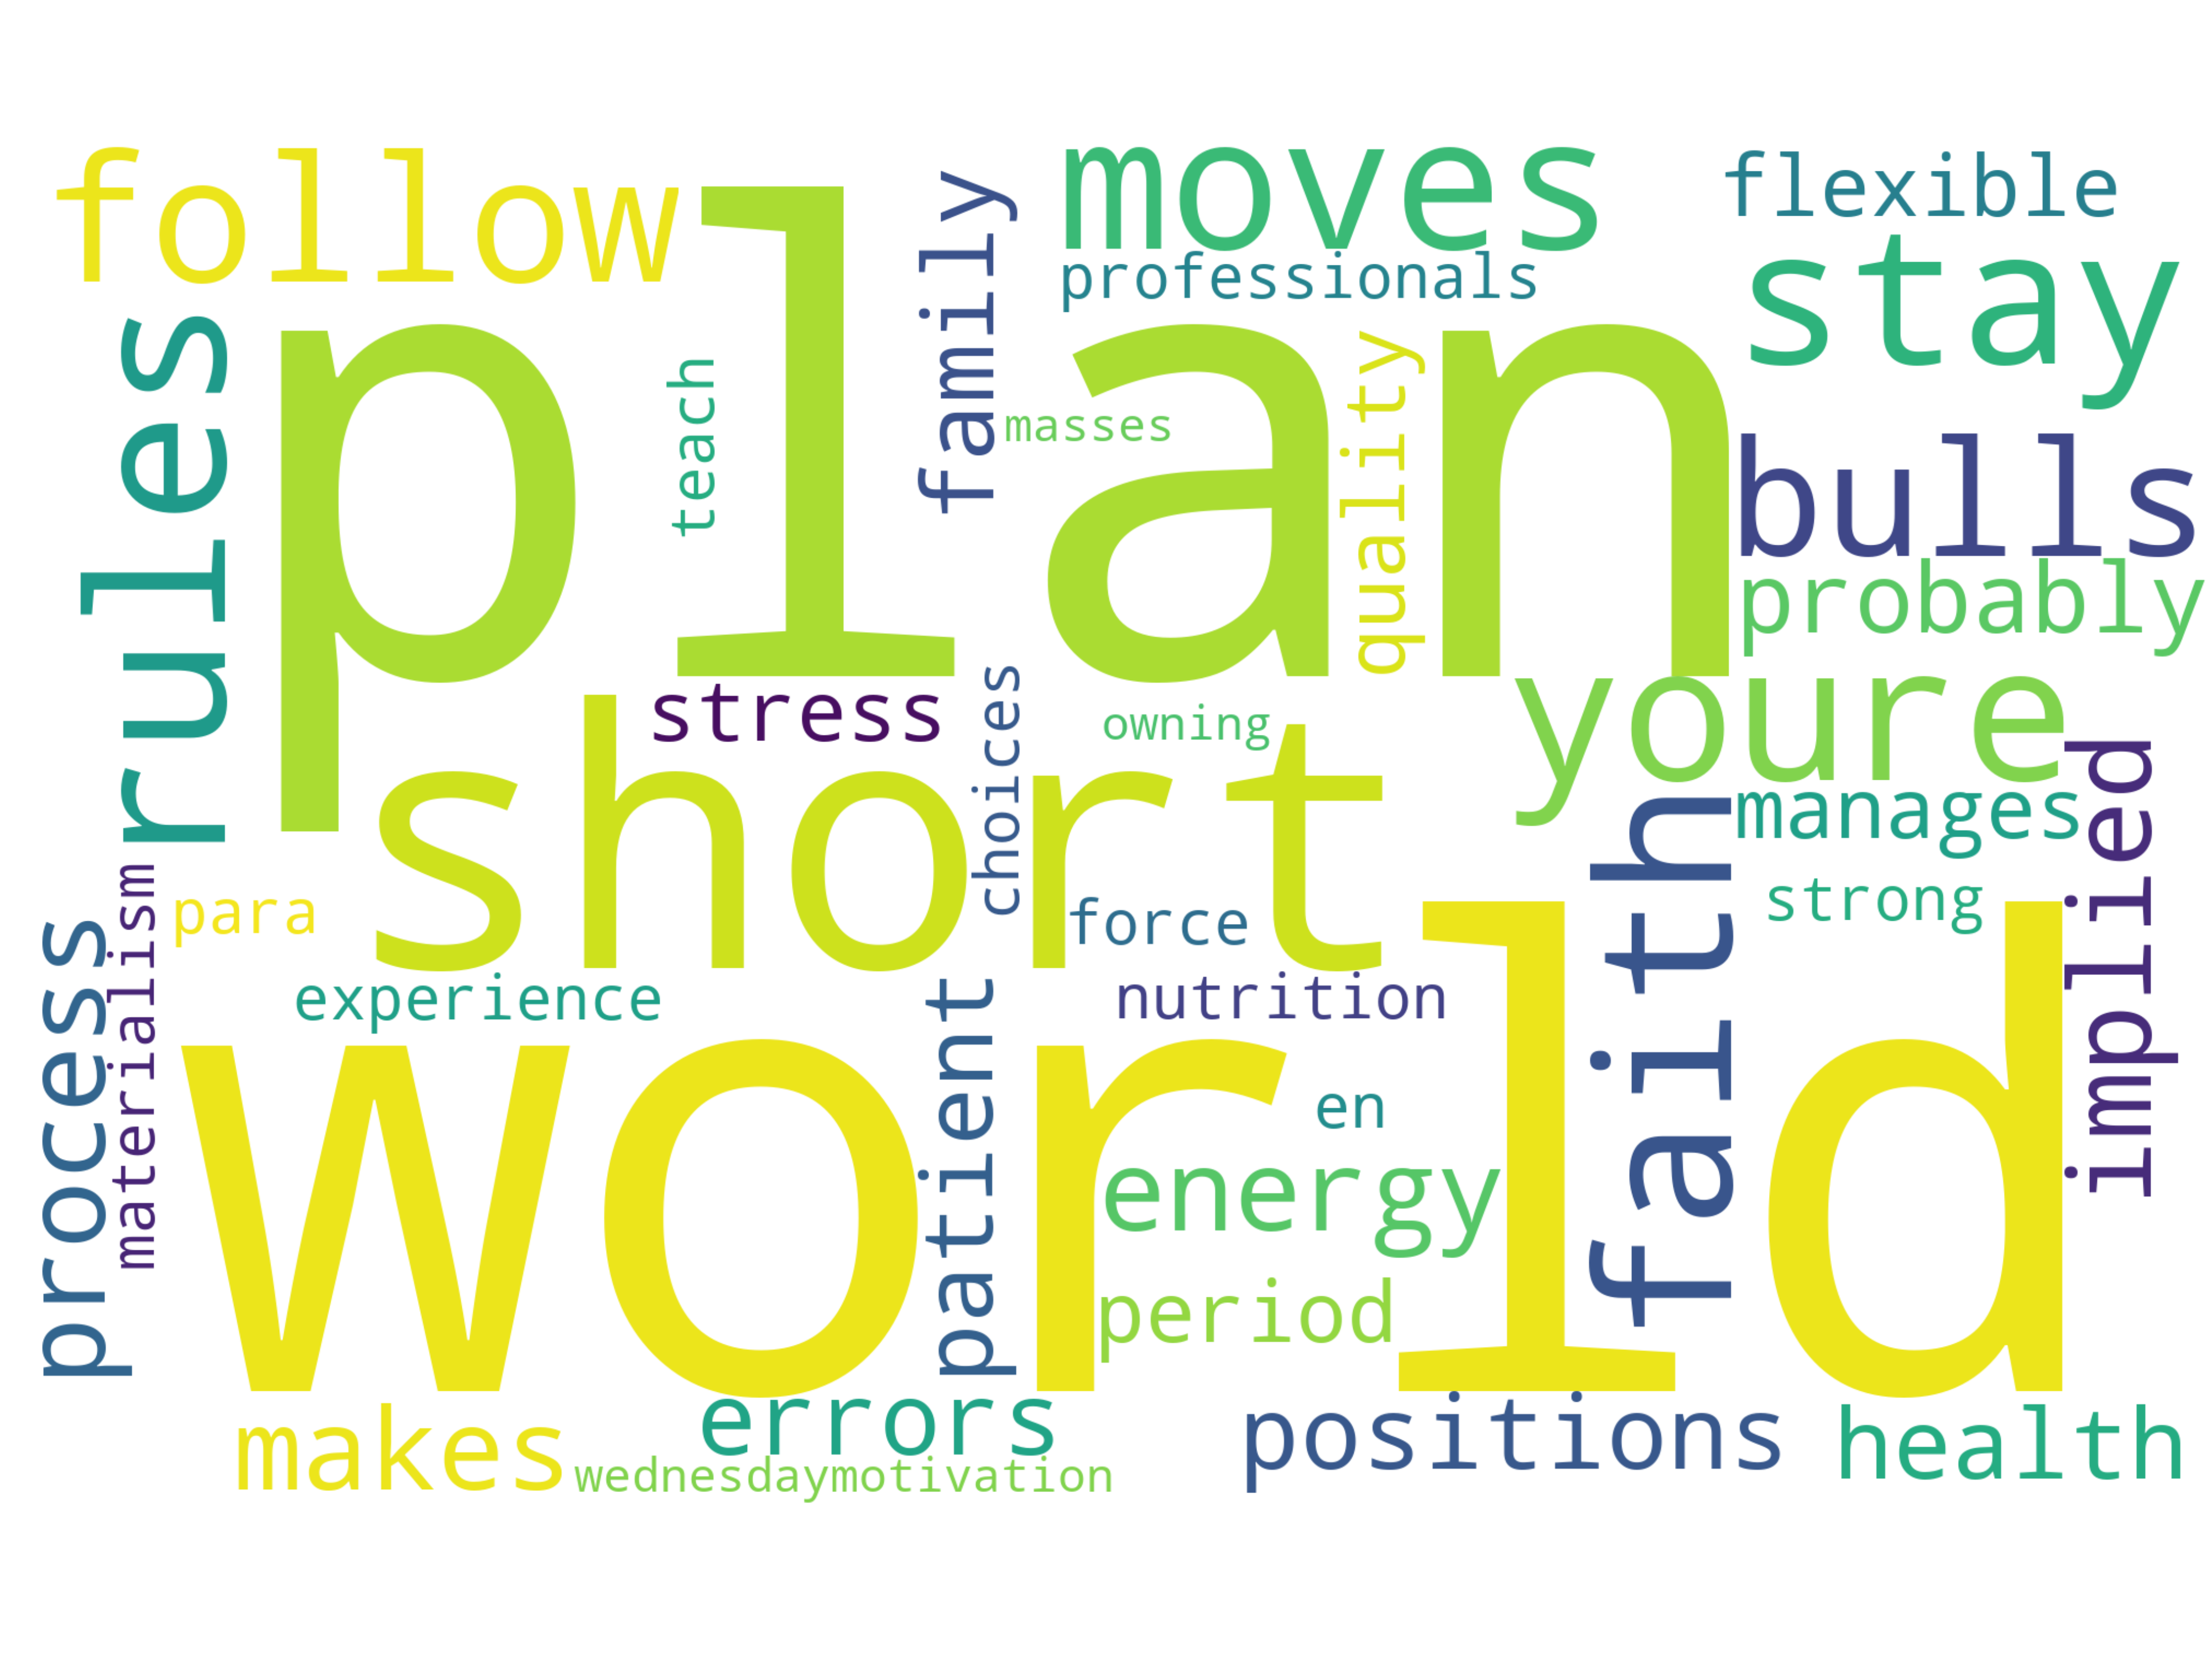 follow
moves
flexible
family
professionals
stay
rules
plan
teach
masses
quality
bulls
probably
stress
choices
owning
youre
short
manages
implied
faith
para
force
strong
materialism
process
experience
patient
nutrition
world
en
energy
period
makes
errors
positions
health
wednesdaymotivation